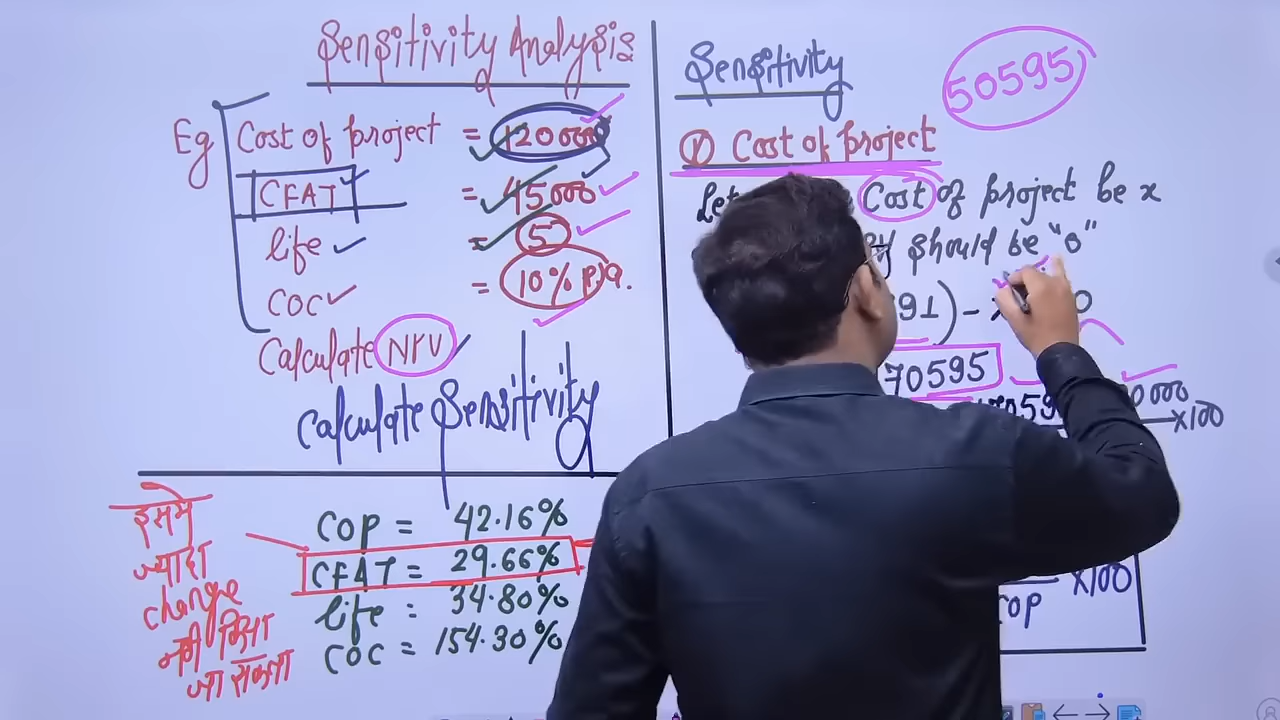 Sensitivity Analysis
Eg
Cost of project = 120000
CFAT = 45000
life = 5
COC = 10% P.a.
Calculate NPV
Calculate Sensitivity
COP = 42.16%
CFAT = 29.66%
life = 34.80%
COC = 154.30%
इसमे
ज्यादा
change
नही किया
जा सकता
Sensitivity
50595
① Cost of project
Let Cost of project be x
should be "0"
70595
x100
COP x100